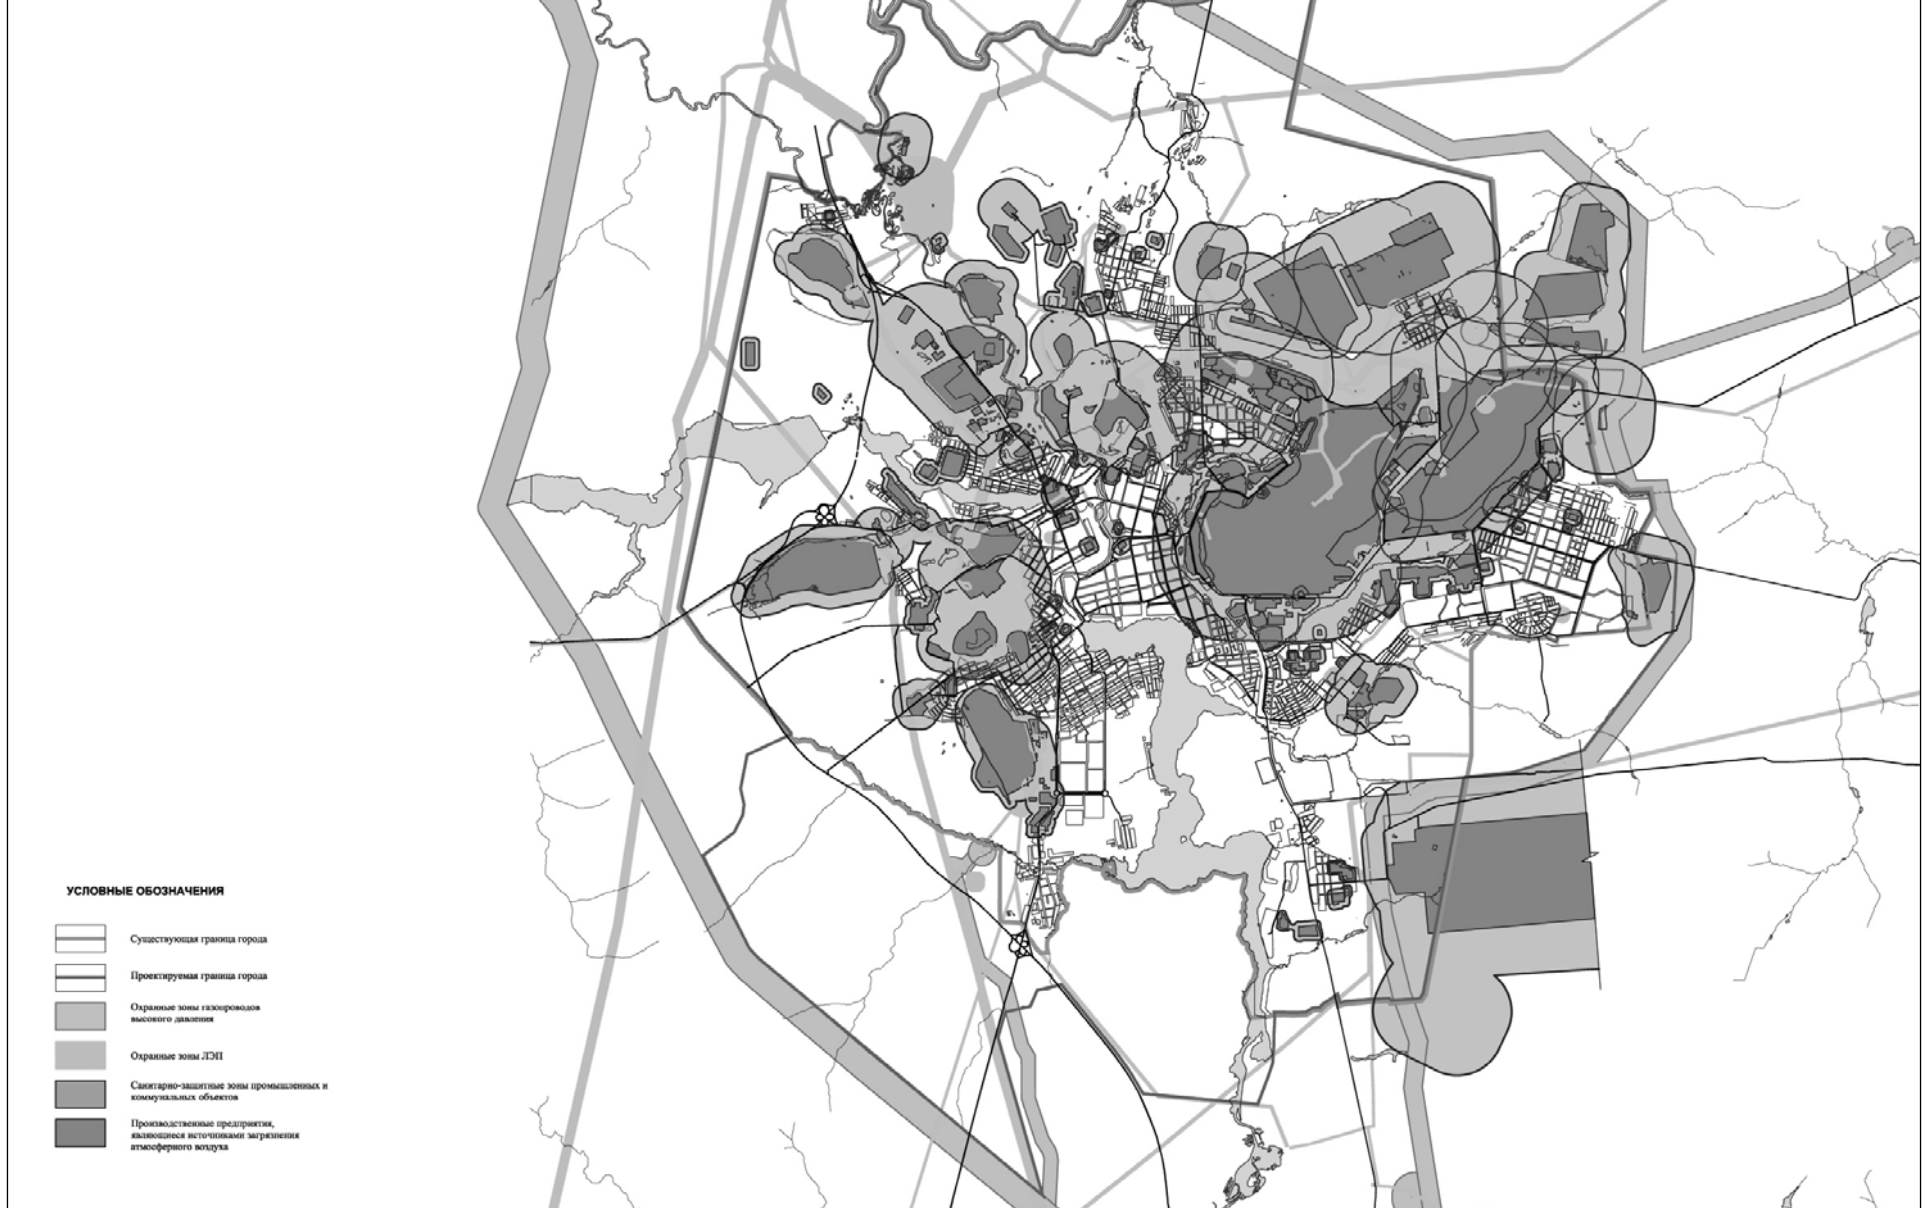 УСЛОВНЫЕ ОБОЗНАЧЕНИЯ
Существующая граница города
Проектируемая граница города
Охранные зоны газопроводов
высокого давления
Охранные зоны ЛЭП
Санитарно-защитные зоны промышленных и
коммунальных объектов
Производственные предприятия,
являющиеся источниками загрязнения
атмосферного воздуха